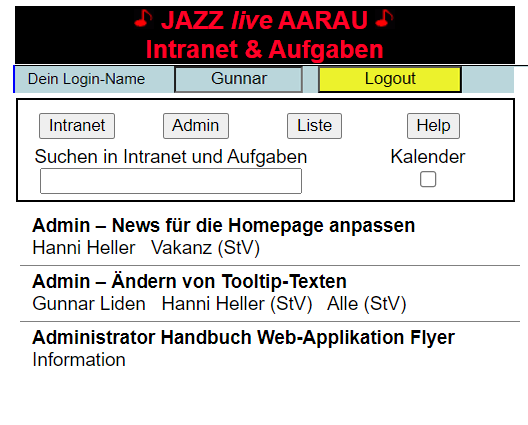 JAZZ live AARAU
Intranet & Aufgaben
Dein Login-Name Gunnar Logout
Intranet Admin Liste Help
Suchen in Intranet und Aufgaben Kalender
Admin – News für die Homepage anpassen
Hanni Heller Vakanz (StV)
Admin – Ändern von Tooltip-Texten
Gunnar Liden Hanni Heller (StV) Alle (StV)
Administrator Handbuch Web-Applikation Flyer
Information